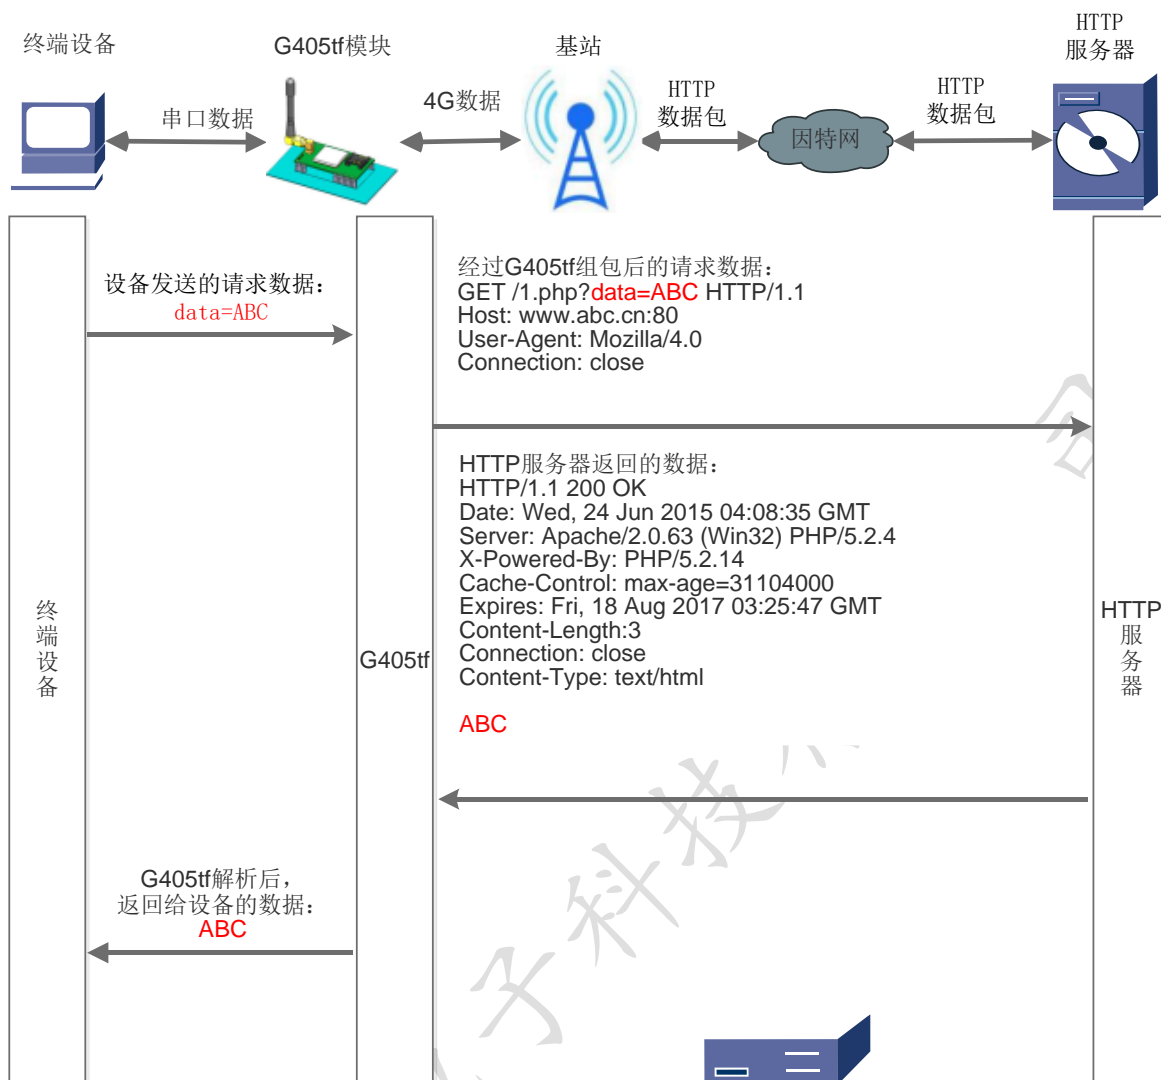 终端设备
G405tf模块
基站
HTTP
服务器
串口数据
4G数据
HTTP
数据包
因特网
HTTP
数据包
设备发送的请求数据:
data=ABC
经过G405tf组包后的请求数据:
GET /1.php?data=ABC HTTP/1.1
Host: www.abc.cn:80
User-Agent: Mozilla/4.0
Connection: close
HTTP服务器返回的数据:
HTTP/1.1 200 OK
Date: Wed, 24 Jun 2015 04:08:35 GMT
Server: Apache/2.0.63 (Win32) PHP/5.2.4
X-Powered-By: PHP/5.2.14
Cache-Control: max-age=31104000
Expires: Fri, 18 Aug 2017 03:25:47 GMT
Content-Length:3
Connection: close
Content-Type: text/html
ABC
终端设备
G405tf
HTTP服务器
G405tf解析后,
返回给设备的数据:
ABC
子科技